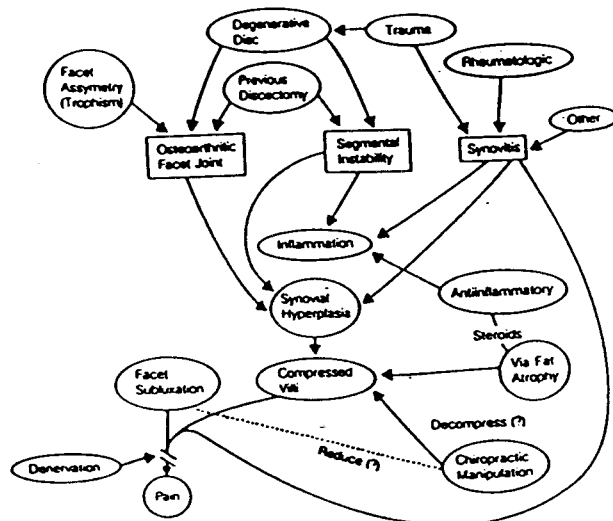 Degenerative
Disc
Trauma
Facet
Assymetry
(Trophism)
Previous
Discectomy
Rheumatologic
Other
Osteoarthritic
Facet Joint
Segmental
Instability
Synovitis
Inflammation
Synovial
Hyperplasia
Antiinflammatory
Steroids
Via Fat
Atrophy
Facet
Subluxation
Compressed
Villi
Decompress (?)
Reduce (?)
Chiropractic
Manipulation
Denervation
Pain